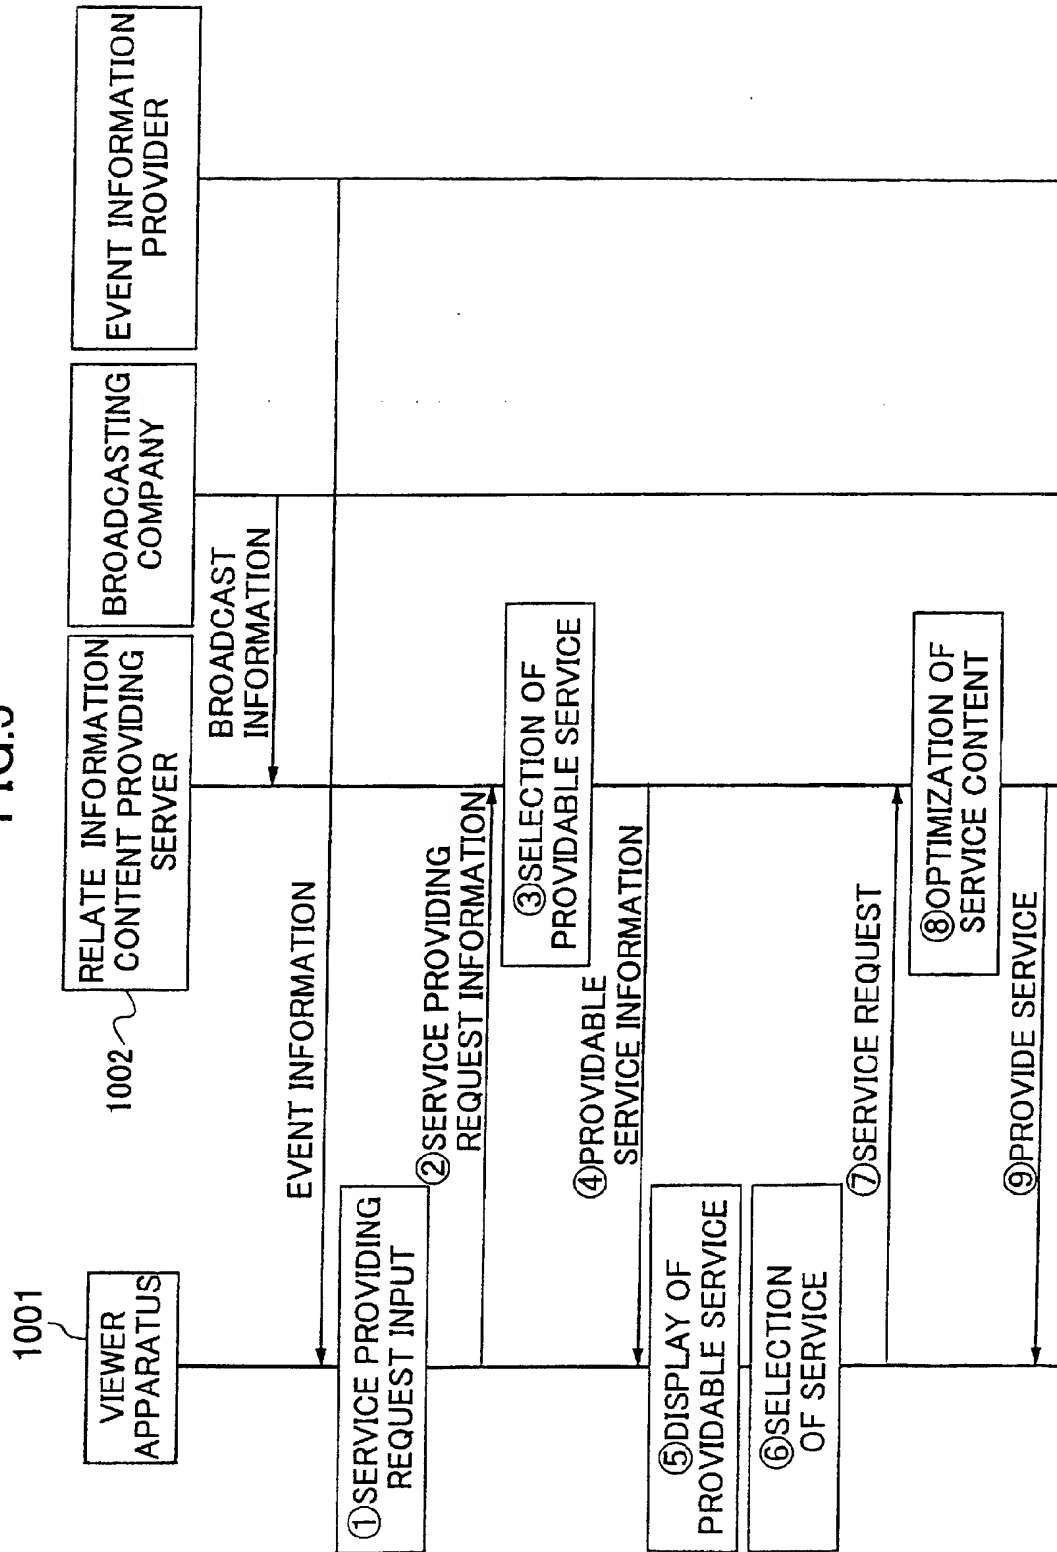 1001
VIEWER
APPARATUS
1002
RELATE INFORMATION
CONTENT PROVIDING
SERVER
BROADCASTING
COMPANY
EVENT INFORMATION
PROVIDER
BROADCAST
INFORMATION
EVENT INFORMATION
①SERVICE PROVIDING
REQUEST INPUT
②SERVICE PROVIDING
REQUEST INFORMATION
③SELECTION OF
PROVIDABLE SERVICE
④PROVIDABLE
SERVICE INFORMATION
⑤DISPLAY OF
PROVIDABLE SERVICE
⑥SELECTION
OF SERVICE
⑦SERVICE REQUEST
⑧OPTIMIZATION OF
SERVICE CONTENT
⑨PROVIDE SERVICE